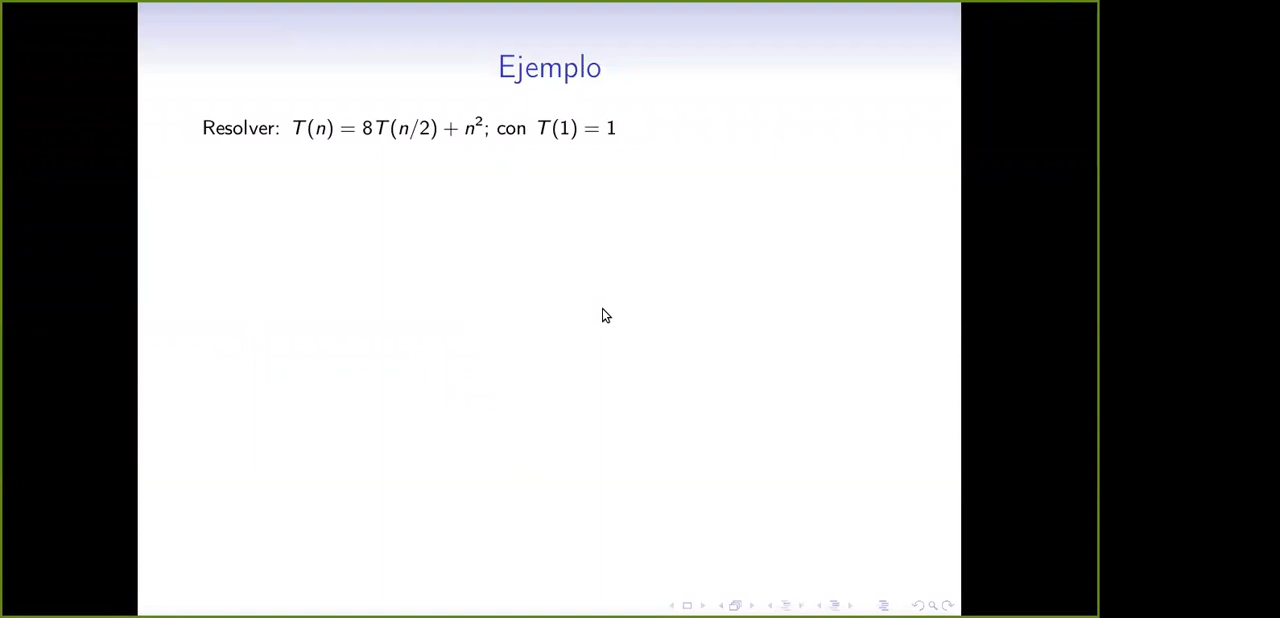 Ejemplo
Resolver: T(n) = 8T(n/2) + n²; con T(1) = 1